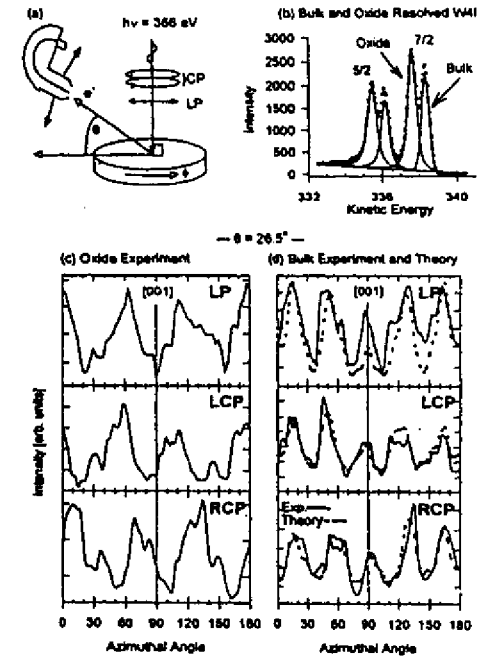 (a)
hv = 366 eV
CP
LP
e-
θ
ϕ
(b) Bulk and Oxide Resolved W4f
7/2
Oxide
5/2
Bulk
Intensity
3000
2500
2000
1500
1000
500
0
332
336
340
Kinetic Energy
— θ = 26.5° —
(c) Oxide Experiment
(d) Bulk Experiment and Theory
[001]
LP
[001]
LP
LCP
LCP
RCP
Exp.
Theory
RCP
Intensity [arb. units]
0 30 60 90 120 150 180
0 30 60 90 120 150 180
Azimuthal Angle
Azimuthal Angle